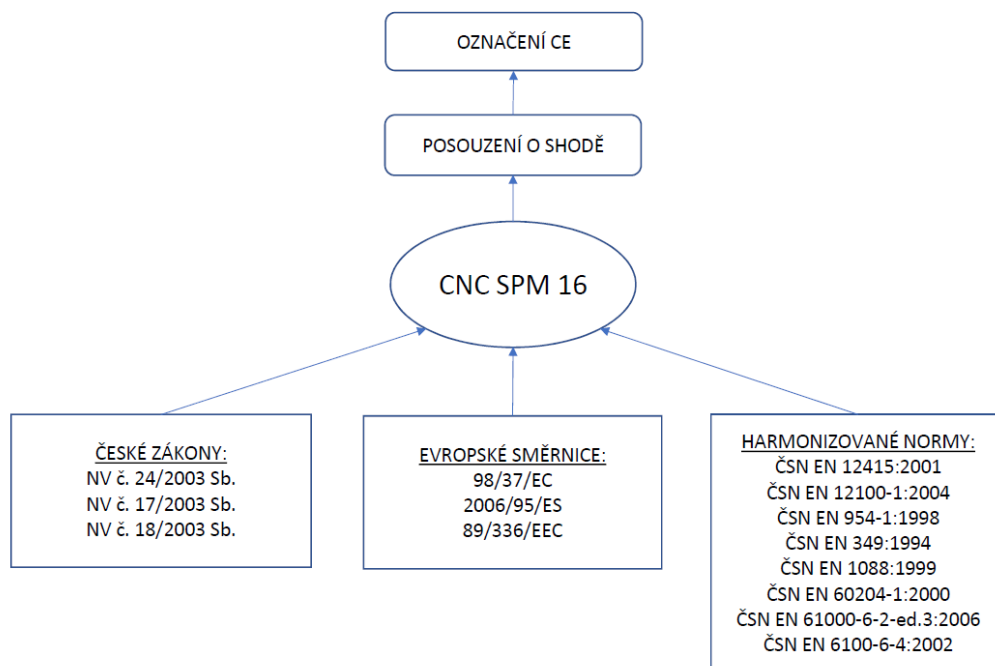 OZNAČENÍ CE
POSOUZENÍ O SHODĚ
CNC SPM 16
ČESKÉ ZÁKONY:
NV č. 24/2003 Sb.
NV č. 17/2003 Sb.
NV č. 18/2003 Sb.
EVROPSKÉ SMĚRNICE:
98/37/EC
2006/95/ES
89/336/EEC
HARMONIZOVANÉ NORMY:
ČSN EN 12415:2001
ČSN EN 12100-1:2004
ČSN EN 954-1:1998
ČSN EN 349:1994
ČSN EN 1088:1999
ČSN EN 60204-1:2000
ČSN EN 61000-6-2-ed.3:2006
ČSN EN 6100-6-4:2002